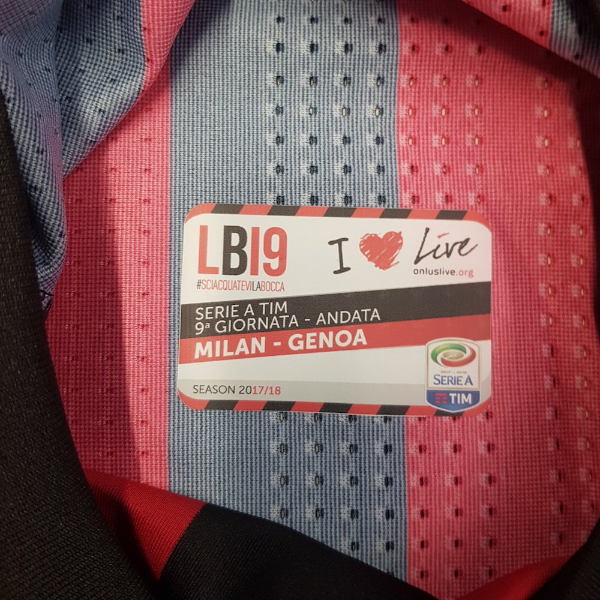 LB19
#SCIACQUATEVILABOCCA
I Live
onluslive.org
SERIE A TIM
9ª GIORNATA - ANDATA
MILAN - GENOA
SEASON 2017/18
SERIE A
TIM